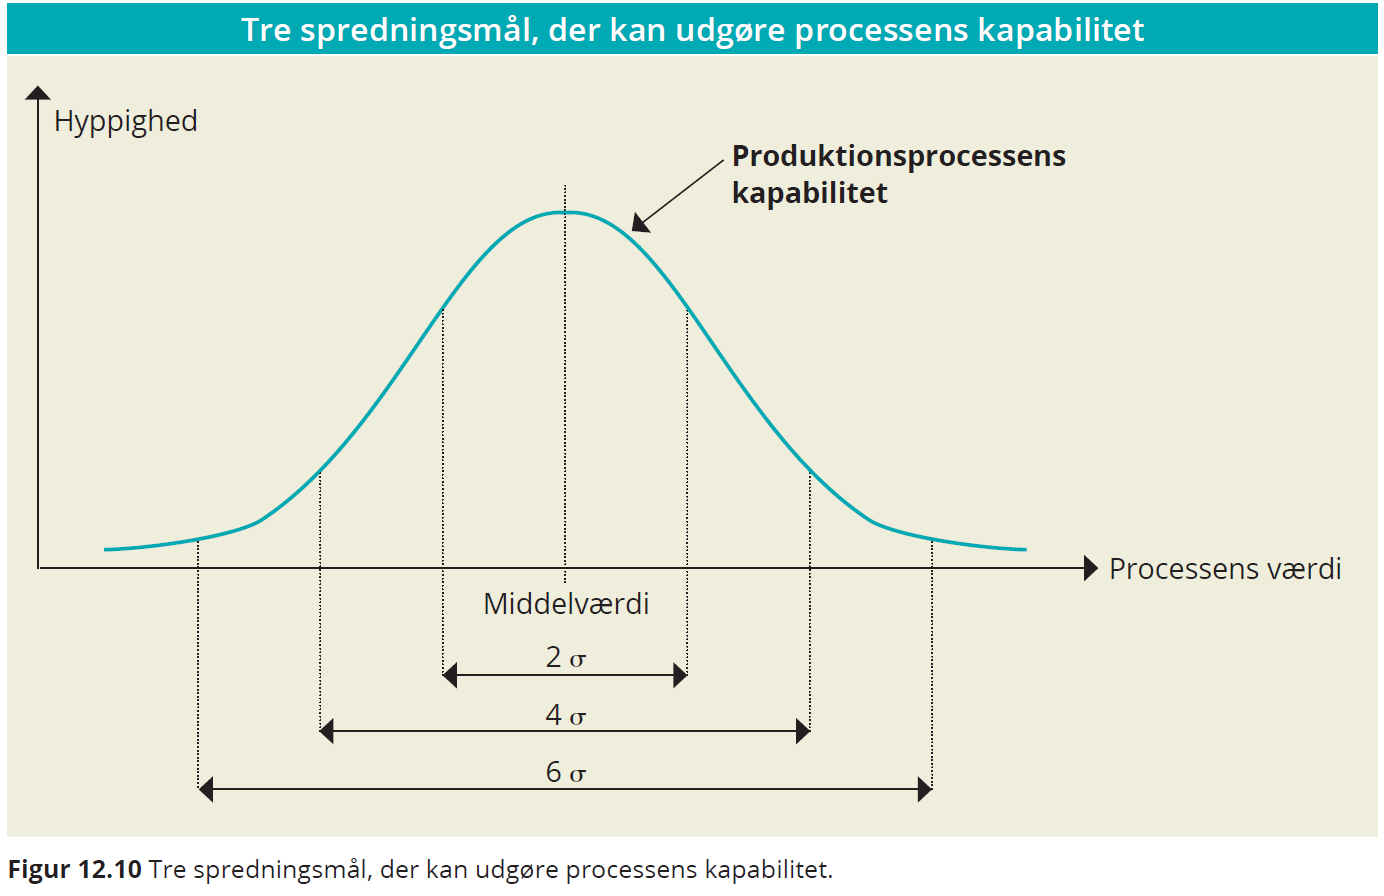 Tre spredningsmål, der kan udgøre processens kapabilitet
Hyppighed
Produktionsprocessens
kapabilitet
Processens værdi
Middelværdi
2 σ
4 σ
6 σ
Figur 12.10 Tre spredningsmål, der kan udgøre processens kapabilitet.